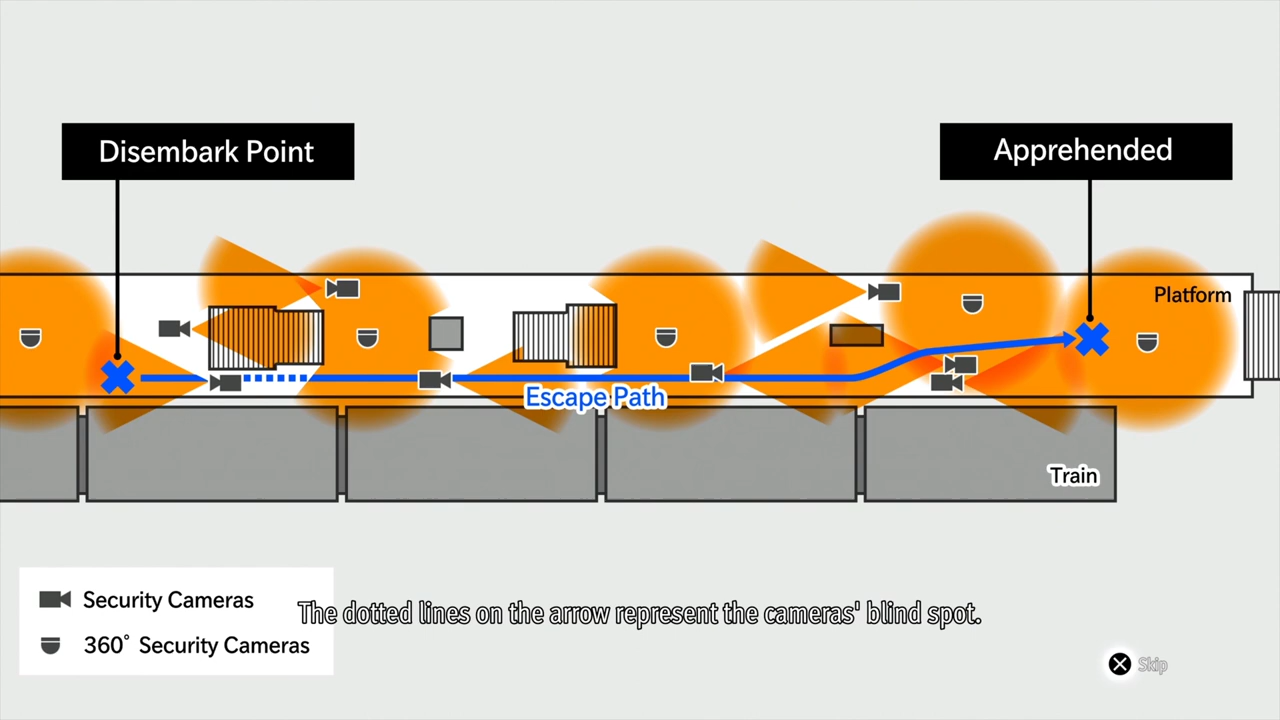 Disembark Point
Apprehended
Platform
Escape Path
Train
Security Cameras
The dotted lines on the arrow represent the cameras' blind spot.
360° Security Cameras
Skip